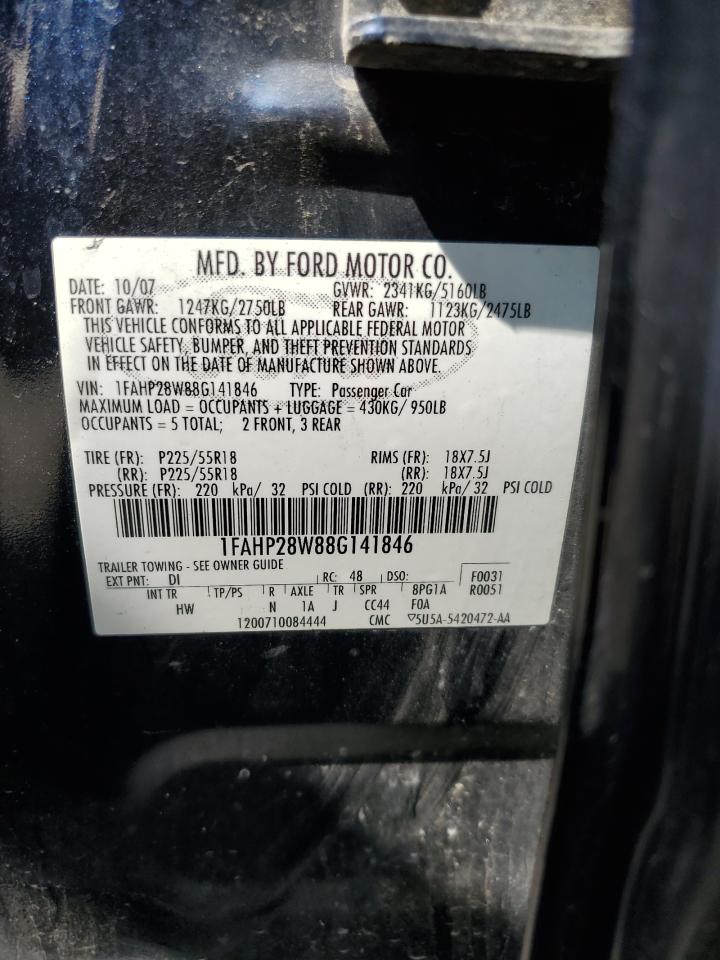 MFD. BY FORD MOTOR CO.
DATE: 10/07 GVWR: 2341KG/5160LB
FRONT GAWR: 1247KG/2750LB REAR GAWR: 1123KG/2475LB
THIS VEHICLE CONFORMS TO ALL APPLICABLE FEDERAL MOTOR
VEHICLE SAFETY, BUMPER, AND THEFT PREVENTION STANDARDS
IN EFFECT ON THE DATE OF MANUFACTURE SHOWN ABOVE.
VIN: 1FAHP28W88G141846 TYPE: Passenger Car
MAXIMUM LOAD = OCCUPANTS + LUGGAGE = 430KG/ 950LB
OCCUPANTS = 5 TOTAL; 2 FRONT, 3 REAR
TIRE (FR): P225/55R18 RIMS (FR): 18X7.5J
(RR): P225/55R18 (RR): 18X7.5J
PRESSURE (FR): 220 kPa/ 32 PSI COLD (RR): 220 kPa/ 32 PSI COLD
1FAHP28W88G141846
TRAILER TOWING - SEE OWNER GUIDE
EXT PNT: DI RC: 48 DSO: F0031
INT TR TP/PS R AXLE TR SPR 8PG1A R0051
HW N 1A J CC44 F0A
1200710084444 CMC ▽5U5A-5420472-AA